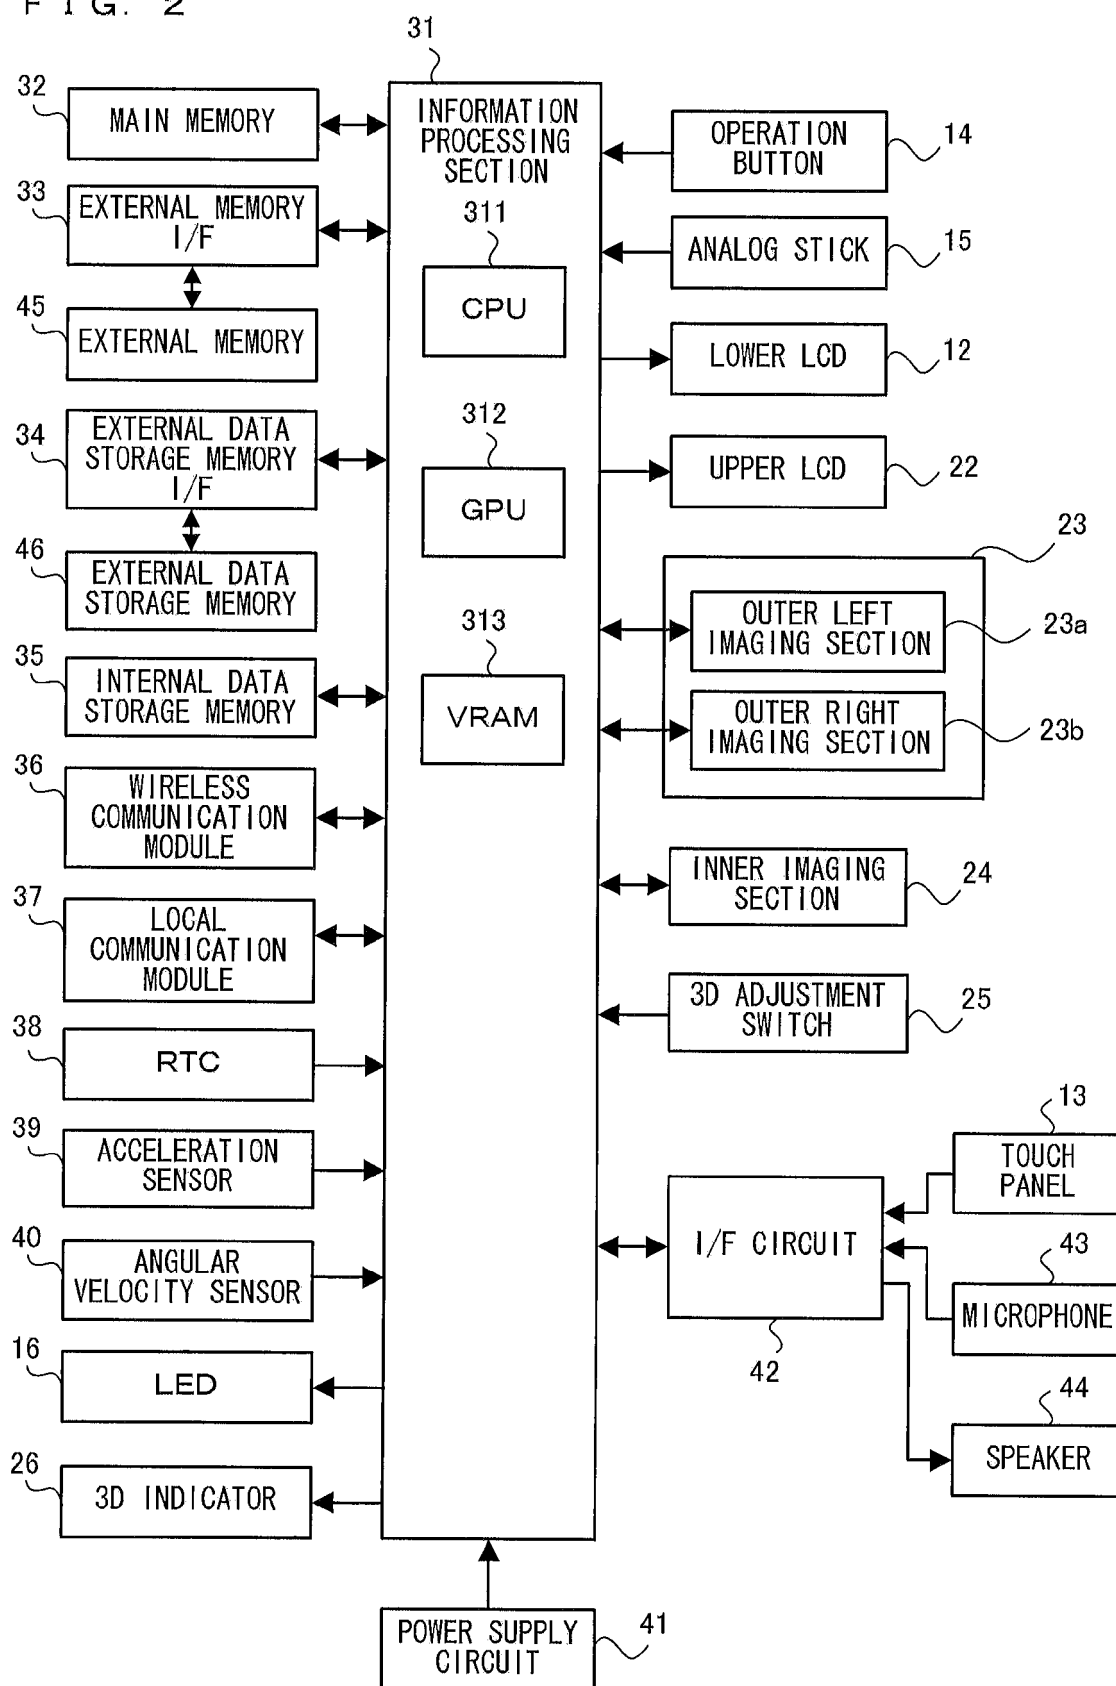 FIG. 2
31
INFORMATION
PROCESSING
SECTION
311
CPU
312
GPU
313
VRAM
32
MAIN MEMORY
33
EXTERNAL MEMORY
I/F
45
EXTERNAL MEMORY
34
EXTERNAL DATA
STORAGE MEMORY
I/F
46
EXTERNAL DATA
STORAGE MEMORY
35
INTERNAL DATA
STORAGE MEMORY
36
WIRELESS
COMMUNICATION
MODULE
37
LOCAL
COMMUNICATION
MODULE
38
RTC
39
ACCELERATION
SENSOR
40
ANGULAR
VELOCITY SENSOR
16
LED
26
3D INDICATOR
OPERATION
BUTTON
14
ANALOG STICK
15
LOWER LCD
12
UPPER LCD
22
23
OUTER LEFT
IMAGING SECTION
23a
OUTER RIGHT
IMAGING SECTION
23b
INNER IMAGING
SECTION
24
3D ADJUSTMENT
SWITCH
25
13
TOUCH
PANEL
I/F CIRCUIT
42
43
MICROPHONE
44
SPEAKER
POWER SUPPLY
CIRCUIT
41